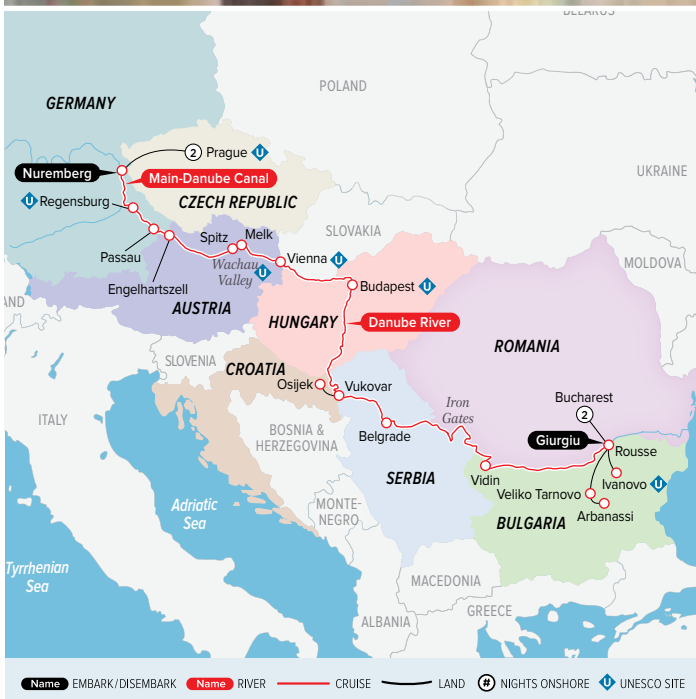 BELARUS
POLAND
GERMANY
UKRAINE
2 Prague U
Nuremberg
Main-Danube Canal
U Regensburg
CZECH REPUBLIC
SLOVAKIA
Spitz
Melk
Passau
Vienna U
Wachau
Valley
U
MOLDOVA
Engelhartszell
Budapest U
AND
AUSTRIA
HUNGARY
Danube River
ROMANIA
SLOVENIA
CROATIA
Osijek
Vukovar
Bucharest
2
Iron
Gates
ITALY
BOSNIA &
HERZEGOVINA
Belgrade
Giurgiu
Rousse
SERBIA
Vidin
Ivanovo U
Veliko Tarnovo
Arbanassi
Adriatic
Sea
MONTE-
NEGRO
BULGARIA
Tyrrhenian
Sea
MACEDONIA
ALBANIA
GREECE
Name EMBARK/DISEMBARK Name RIVER CRUISE LAND # NIGHTS ONSHORE U UNESCO SITE